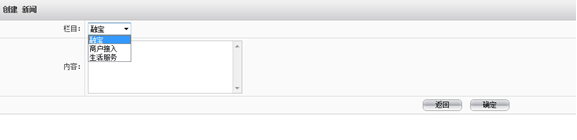 创建 新闻
栏目： 融宝
融宝
商户接入
生活服务
内容：
返回 确定